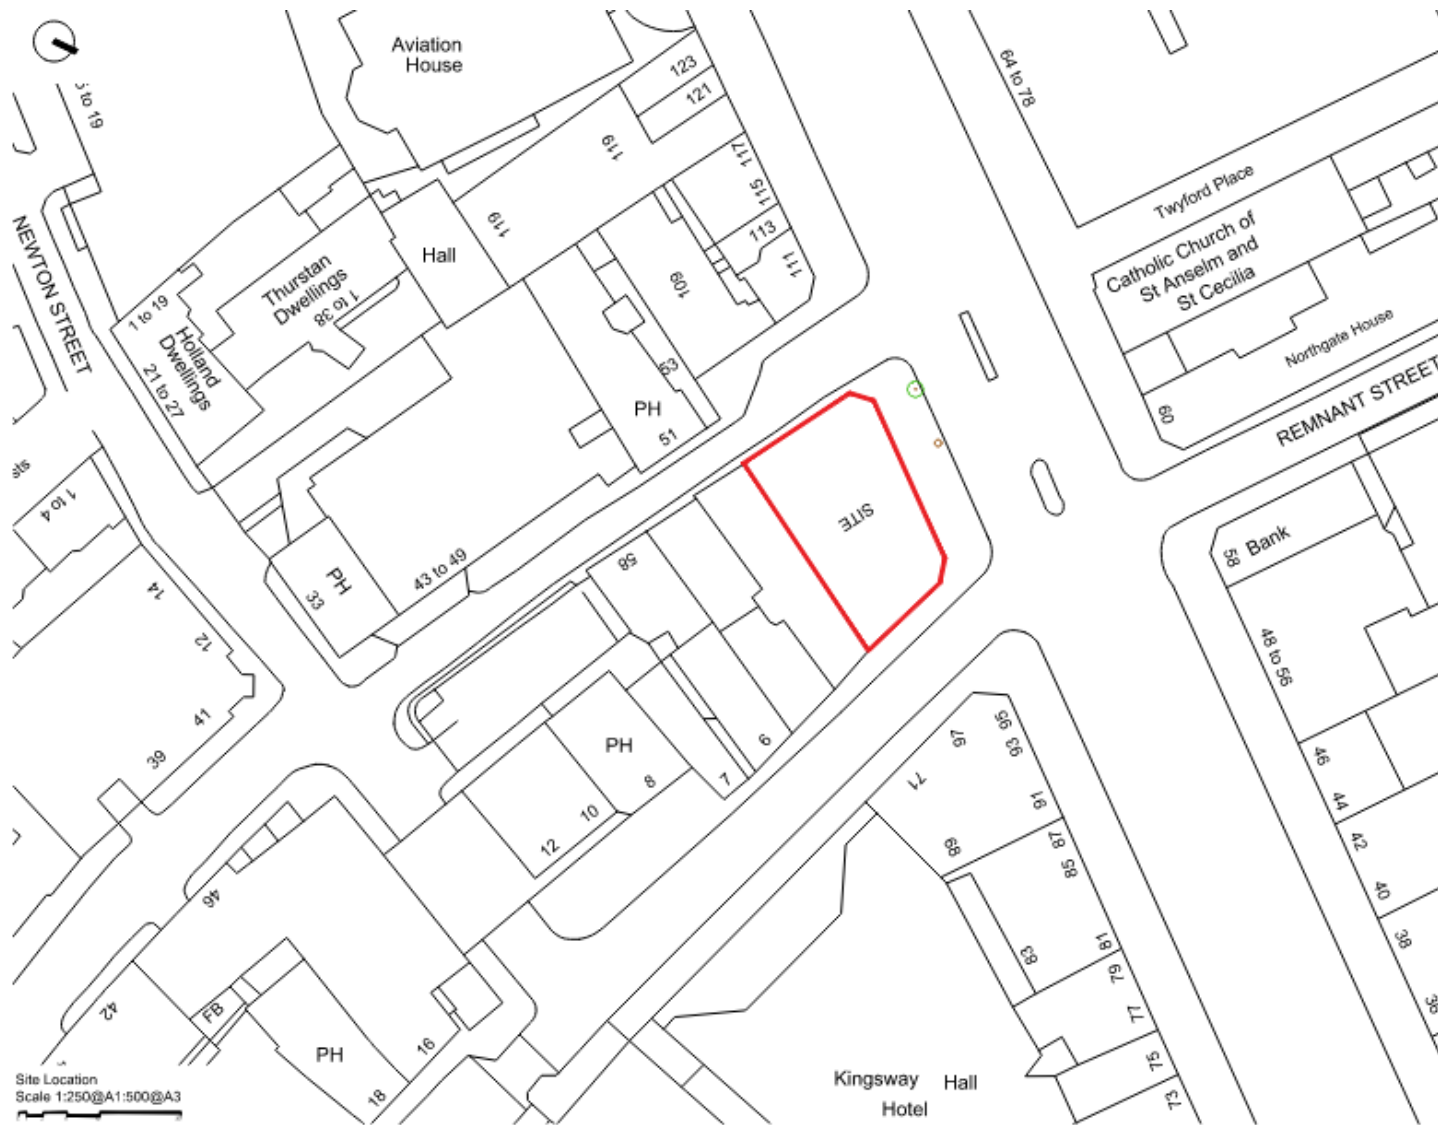 Aviation
House
123
121
119
117
115
113
111
119
109
64 to 78
Twyford Place
Catholic Church of
St Anselm and
St Cecilia
Northgate House
60
REMNANT STREET
NEWTON STREET
Hall
Thurstan
Dwellings
1 to 38
1 to 19
Holland
Dwellings
21 to 27
53
PH
51
SITE
1 to 4
PH
33
43 to 49
58
14
12
41
39
PH
6
7
8
10
12
Bank
58
48 to 56
46
44
42
40
38
36
97
95
93
71
91
89
87
85
83
81
79
77
75
73
46
42
FB
PH
16
18
Kingsway Hall
Hotel
Site Location
Scale 1:250@A1:500@A3